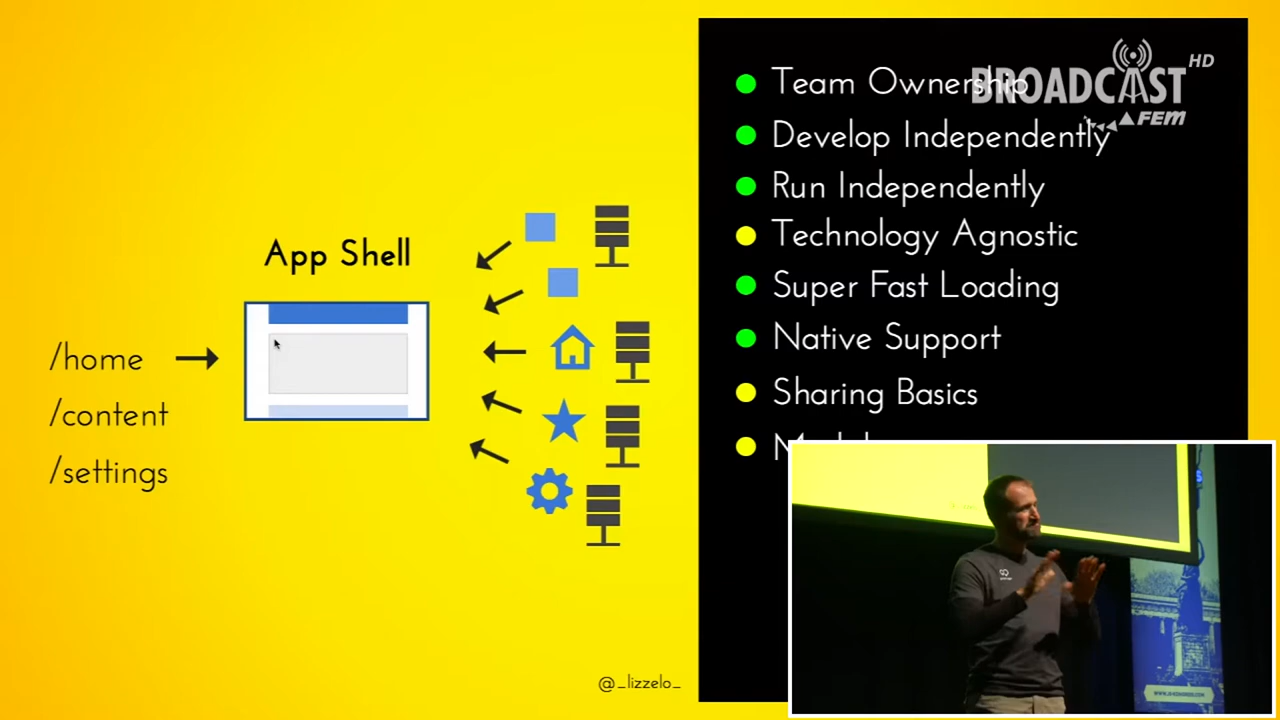 App Shell
/home
/content
/settings
@_lizzelo_
Team Ownership
Develop Independently
Run Independently
Technology Agnostic
Super Fast Loading
Native Support
Sharing Basics
BROADCAST HD
FEM